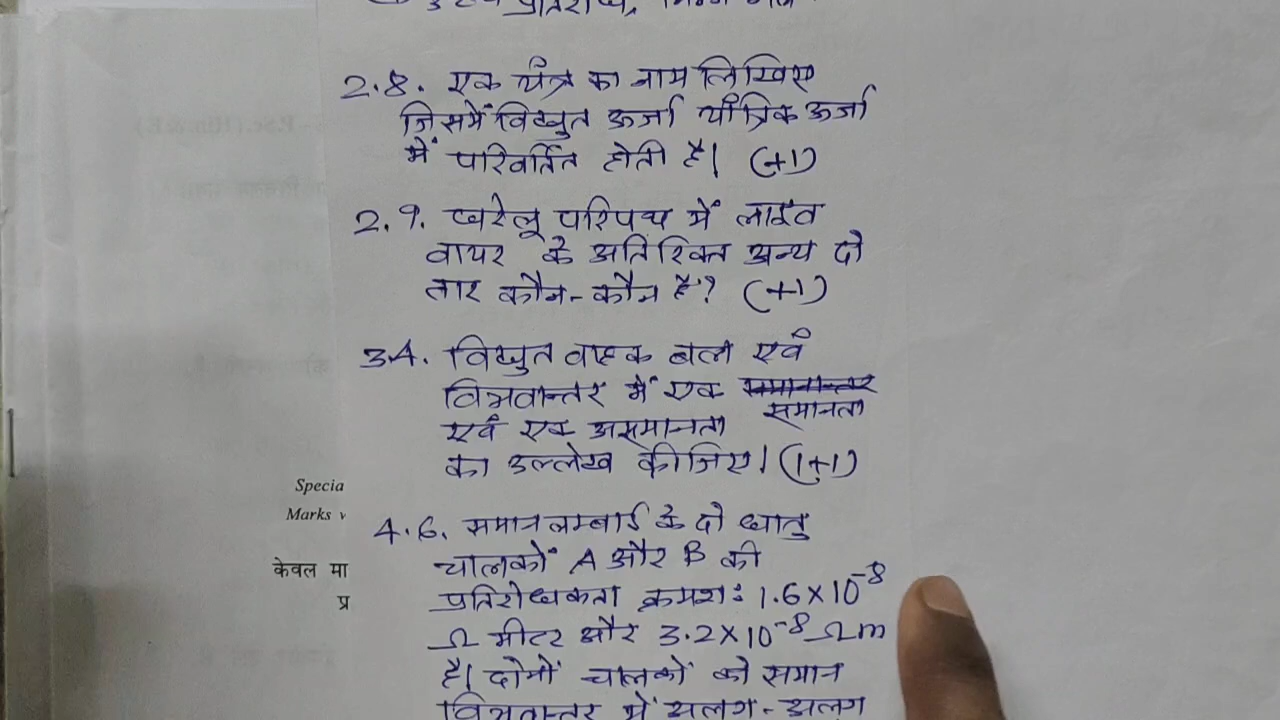 प्रतिरोध,
2.8. एक यंत्र का नाम लिखिए
जिसमें विद्युत ऊर्जा यांत्रिक ऊर्जा
में परिवर्तित होती है। (+1)
2.9. घरेलू परिपथ में लाइव
वायर के अतिरिक्त अन्य दो
तार कौन-कौन है? (+1)
3.4. विद्युत वाहक बल एवं
विभवान्तर में एक समानान्तर
समानता
एवं एक असमानता
का उल्लेख कीजिए। (1+1)
Specia
Marks v
4.6. समान लम्बाई के दो धातु
चालकों A और B की
केवल मा
प्रतिरोधकता क्रमशः 1.6×10⁻⁸
प्र
Ω मीटर और 3.2×10⁻⁸ Ωm
है। दोनों चालकों को समान
विभवान्तर में अलग-अलग